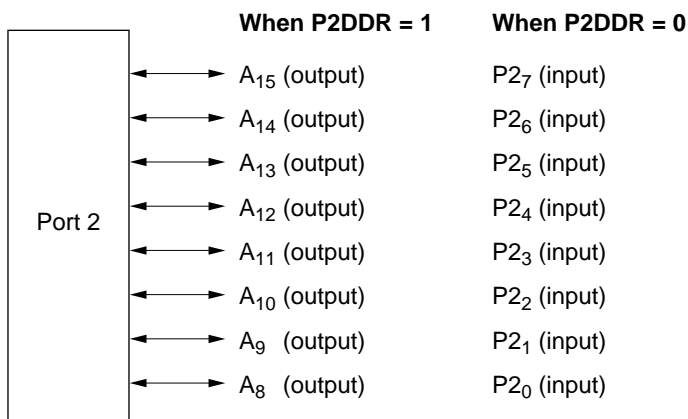 When P2DDR = 1 When P2DDR = 0
A15 (output) P27 (input)
A14 (output) P26 (input)
A13 (output) P25 (input)
Port 2 A12 (output) P24 (input)
A11 (output) P23 (input)
A10 (output) P22 (input)
A9 (output) P21 (input)
A8 (output) P20 (input)